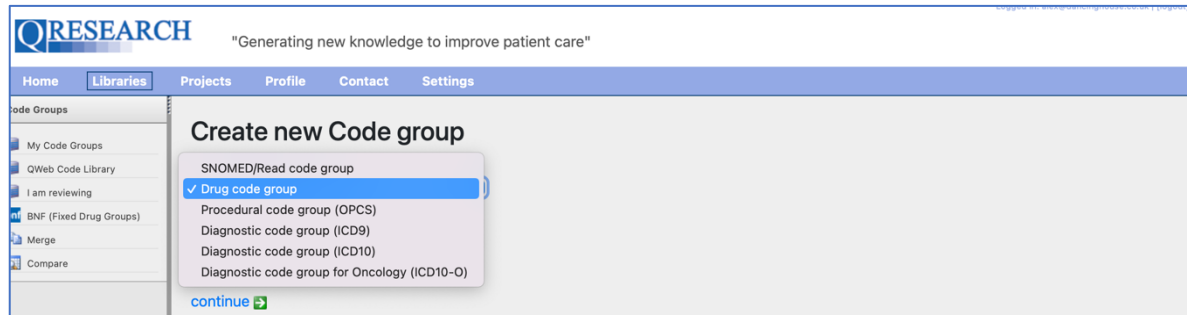 QRESEARCH
"Generating new knowledge to improve patient care"
Home Libraries Projects Profile Contact Settings
Code Groups
My Code Groups
QWeb Code Library
I am reviewing
BNF (Fixed Drug Groups)
Merge
Compare
Create new Code group
SNOMED/Read code group
✓ Drug code group
Procedural code group (OPCS)
Diagnostic code group (ICD9)
Diagnostic code group (ICD10)
Diagnostic code group for Oncology (ICD10-O)
continue